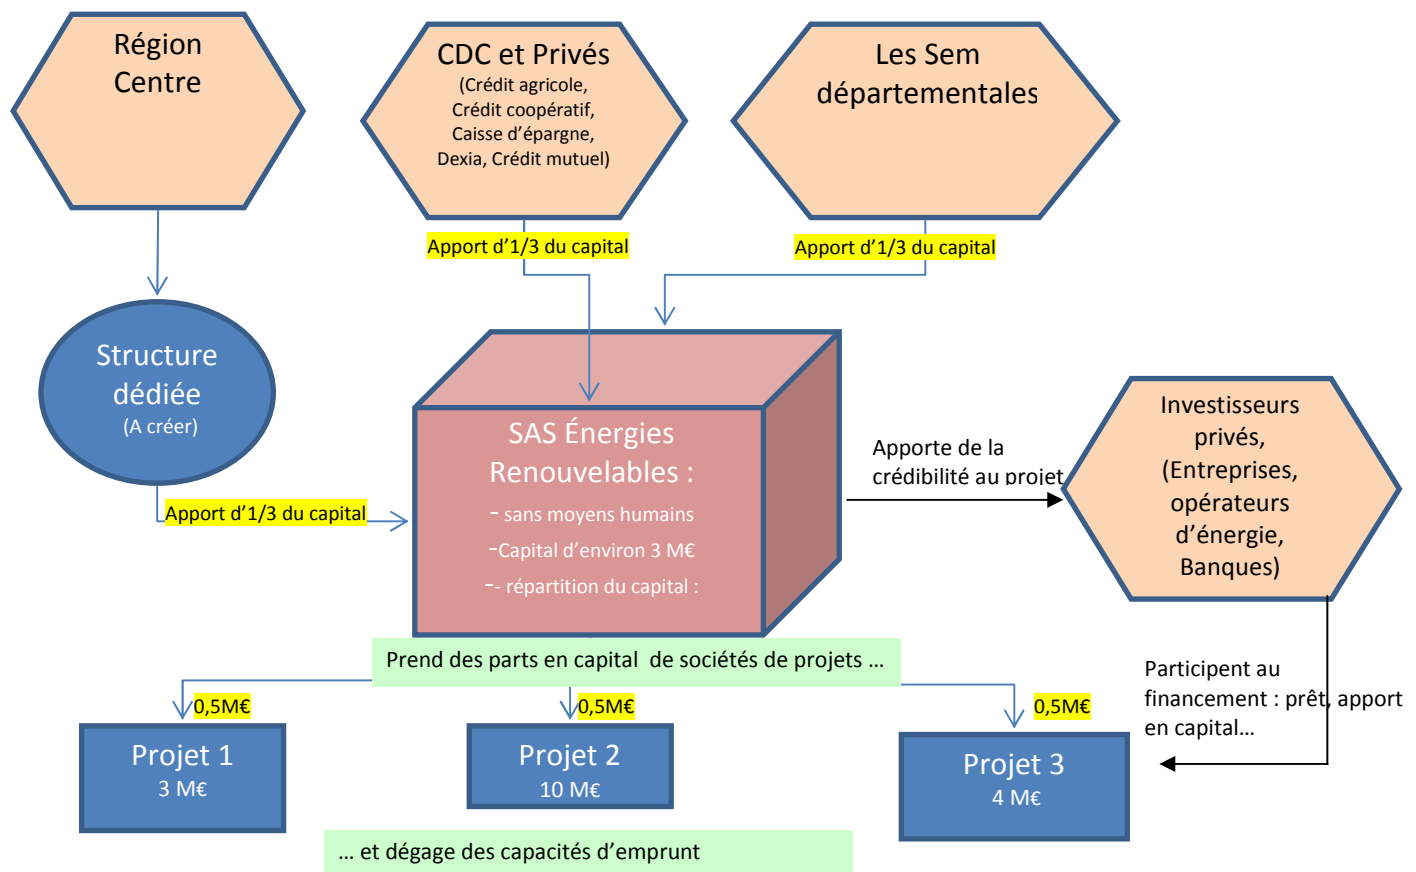 Région
Centre
CDC et Privés
(Crédit agricole,
Crédit coopératif,
Caisse d’épargne,
Dexia, Crédit mutuel)
Les Sem
départementales
Apport d’1/3 du capital
Apport d’1/3 du capital
Structure
dédiée
(A créer)
Apport d’1/3 du capital
SAS Énergies
Renouvelables :
- sans moyens humains
-Capital d’environ 3 M€
-- répartition du capital :
Apporte de la
crédibilité au projet
Investisseurs
privés,
(Entreprises,
opérateurs
d’énergie,
Banques)
Prend des parts en capital de sociétés de projets …
Participent au
financement : prêt, apport
en capital…
0,5M€
0,5M€
0,5M€
Projet 1
3 M€
Projet 2
10 M€
Projet 3
4 M€
… et dégage des capacités d’emprunt